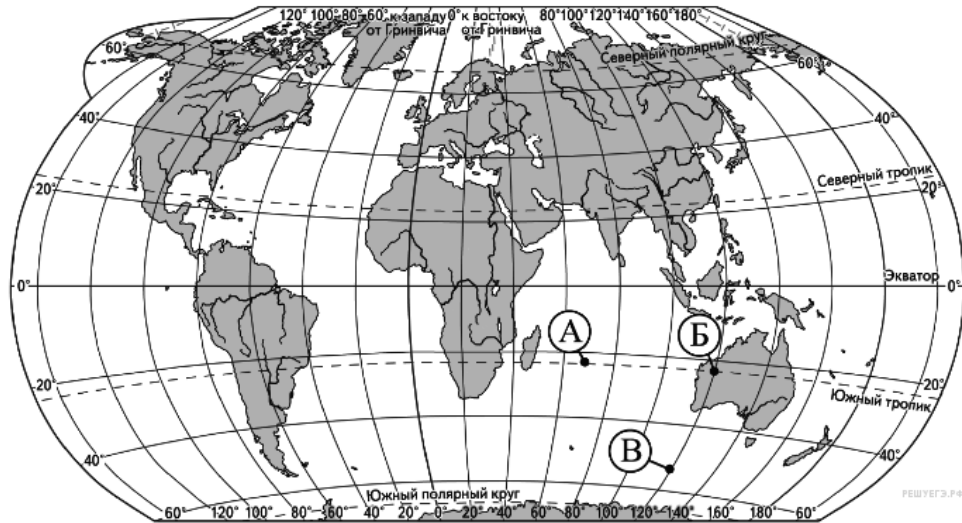 120° 100° 80° 60° к западу 0° к востоку 80° 100° 120° 140° 160° 180°
от Гринвича от Гринвича
Северный полярный круг
60° 60°
40° 40°
Северный тропик
20° 20°
Экватор
0° 0°
А Б
20° 20°
Южный тропик
В
40° 40°
РЕШУЕГЭ.РФ
Южный полярный круг
60° 120° 100° 80° 60° 40° 20° 0° 20° 40° 60° 80° 100° 120° 140° 60°